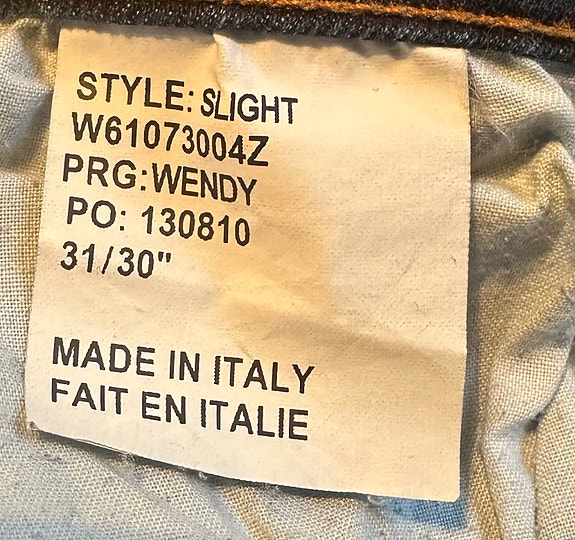 STYLE: SLIGHT
W61073004Z
PRG:WENDY
PO: 130810
31/30"
MADE IN ITALY
FAIT EN ITALIE